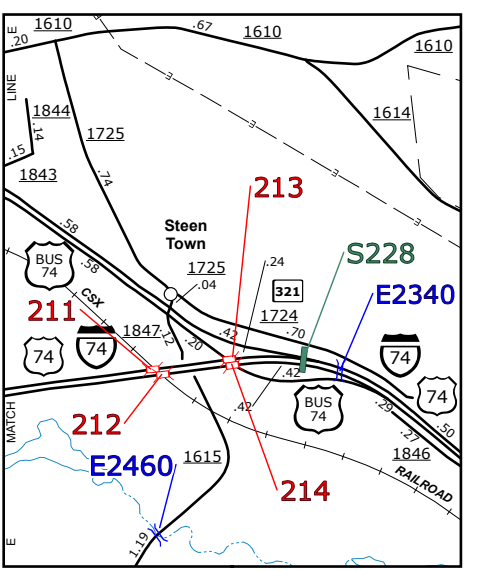 1610
.67
1610
1610
E
.20
LINE
1844
.14
1725
1614
E
E
E
.15
1843
.74
213
.58
.58
Steen
Town
S228
BUS
74
1725
.04
.24
321
E2340
CSX
211
1724
.70
1847
.12
.20
.42
74
74
74
.42
74
BUS
74
.29
.42
.27
.50
MATCH
212
1846
E2460
1615
RAILROAD
214
1.19
E